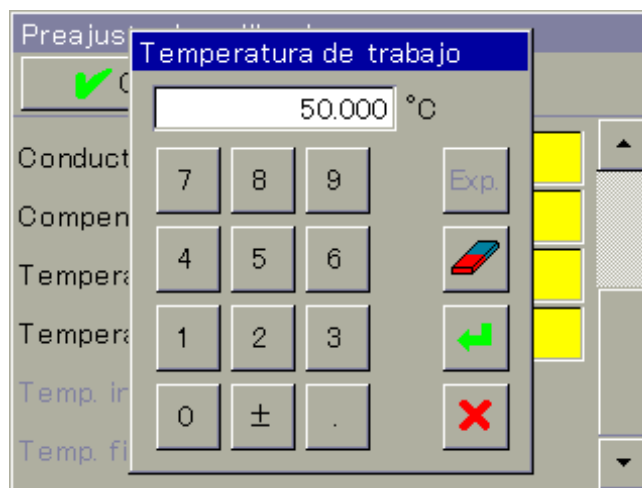 Preajus
Temperatura de trabajo
50.000 °C
Conduct
7 8 9 Exp.
Compen
4 5 6
Tempera
Tempera
1 2 3
Temp. in
0 ± .
Temp. fi